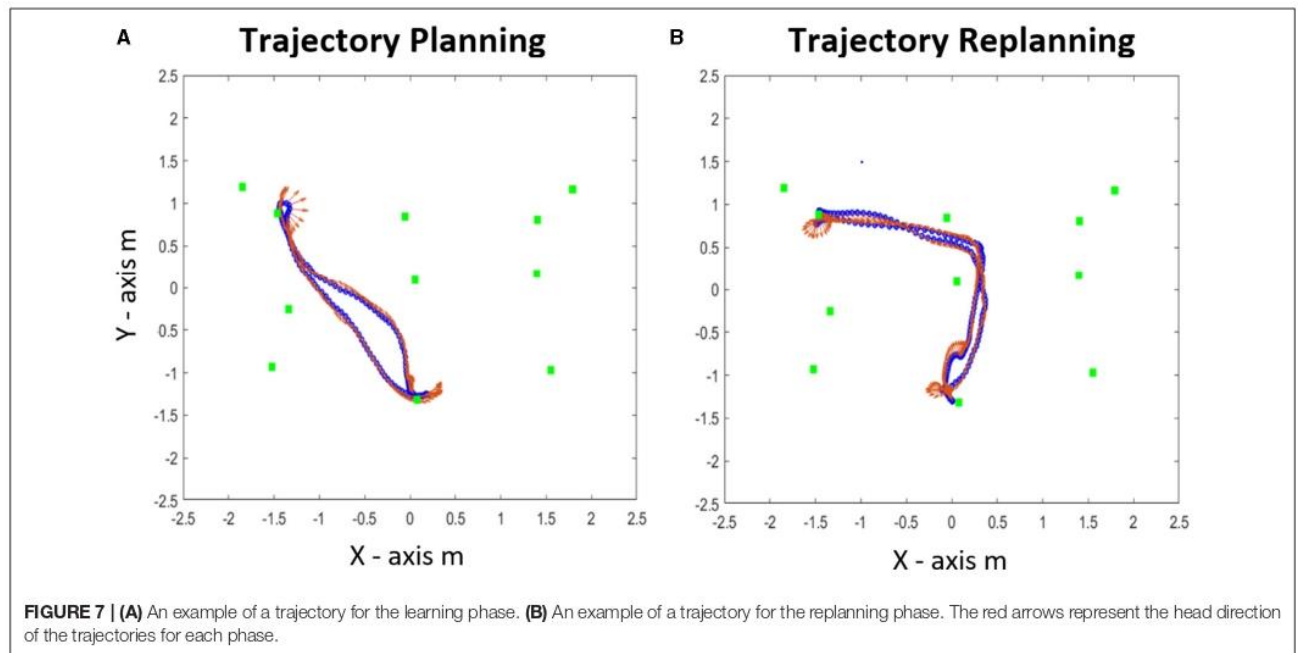 A
Trajectory Planning
2.5
2
1.5
1
0.5
0
0.5
-1
-1.5
-2
-2.5
-2.5 -2 -1.5 -1 -0.5 0 0.5 1 1.5 2 2.5
Y - axis m
X - axis m
B
Trajectory Replanning
2.5
2
1.5
1
0.5
0
-0.5
-1
-1.5
-2
-2.5
-2.5 -2 -1.5 -1 -0.5 0 0.5 1 1.5 2 2.5
X - axis m
FIGURE 7 | (A) An example of a trajectory for the learning phase. (B) An example of a trajectory for the replanning phase. The red arrows represent the head direction
of the trajectories for each phase.